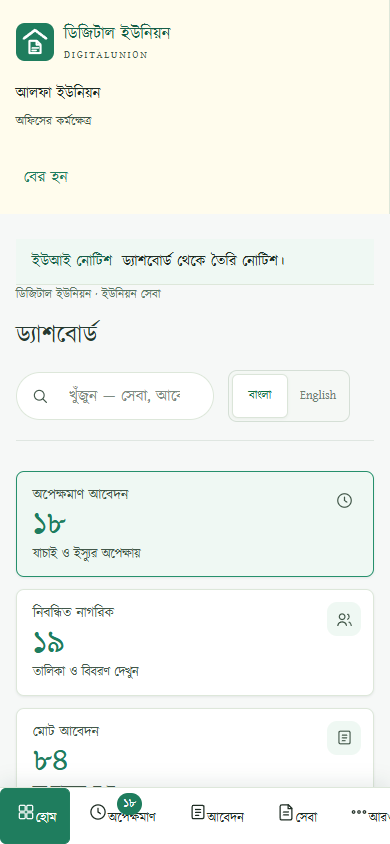 ডিজিটাল ইউনিয়ন
DIGITALUNION
আলফা ইউনিয়ন
অফিসের কর্মক্ষেত্র
বের হন
ইউআই নোটিশ ড্যাশবোর্ড থেকে তৈরি নোটিশ।
ডিজিটাল ইউনিয়ন · ইউনিয়ন সেবা
ড্যাশবোর্ড
খুঁজুন — সেবা, আবে
বাংলা English
অপেক্ষমাণ আবেদন
১৮
যাচাই ও ইস্যুর অপেক্ষায়
নিবন্ধিত নাগরিক
১৯
তালিকা ও বিবরণ দেখুন
মোট আবেদন
৮৪
হোম অপেক্ষমাণ ১৮ আবেদন সেবা আরও